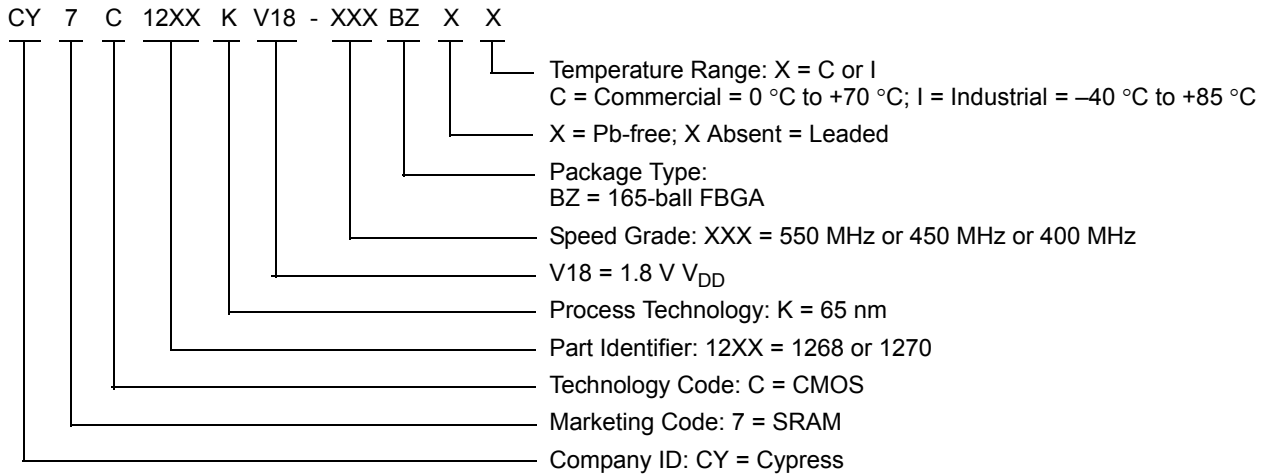 CY 7 C 12XX K V18 - XXX BZ X X
Temperature Range: X = C or I
C = Commercial = 0 °C to +70 °C; I = Industrial = –40 °C to +85 °C
X = Pb-free; X Absent = Leaded
Package Type:
BZ = 165-ball FBGA
Speed Grade: XXX = 550 MHz or 450 MHz or 400 MHz
V18 = 1.8 V VDD
Process Technology: K = 65 nm
Part Identifier: 12XX = 1268 or 1270
Technology Code: C = CMOS
Marketing Code: 7 = SRAM
Company ID: CY = Cypress